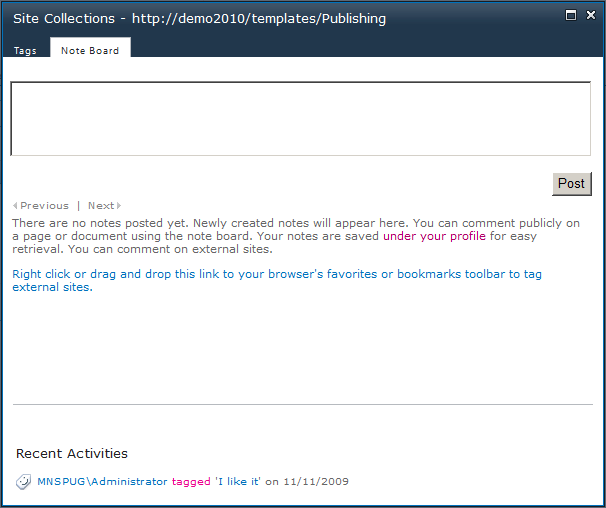 Site Collections - http://demo2010/templates/Publishing
Tags Note Board
Post
Previous | Next
There are no notes posted yet. Newly created notes will appear here. You can comment publicly on
a page or document using the note board. Your notes are saved under your profile for easy
retrieval. You can comment on external sites.
Right click or drag and drop this link to your browser's favorites or bookmarks toolbar to tag
external sites.
Recent Activities
MNSPUG\Administrator tagged 'I like it' on 11/11/2009